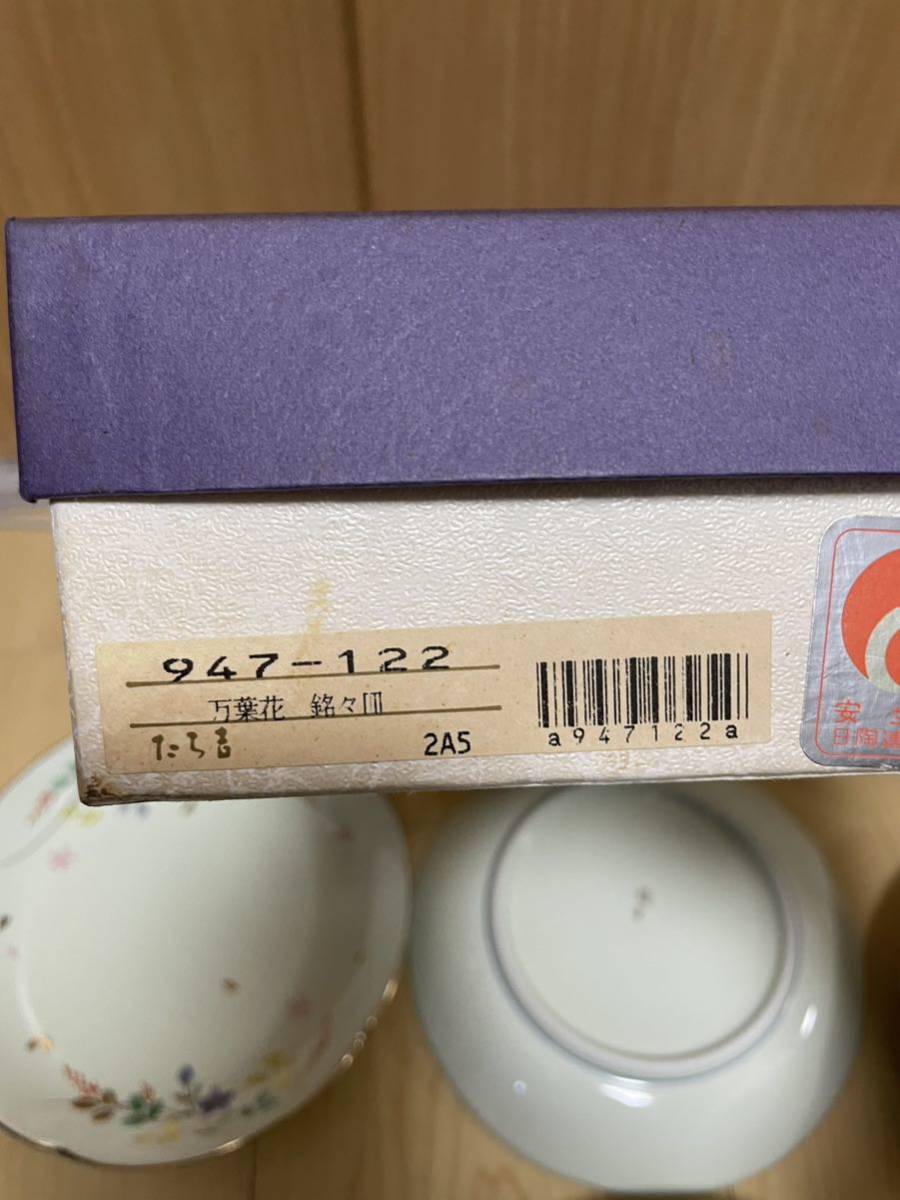 947-122
万葉花 銘々皿
たち吉 2A5
a947122a
安
日陶連